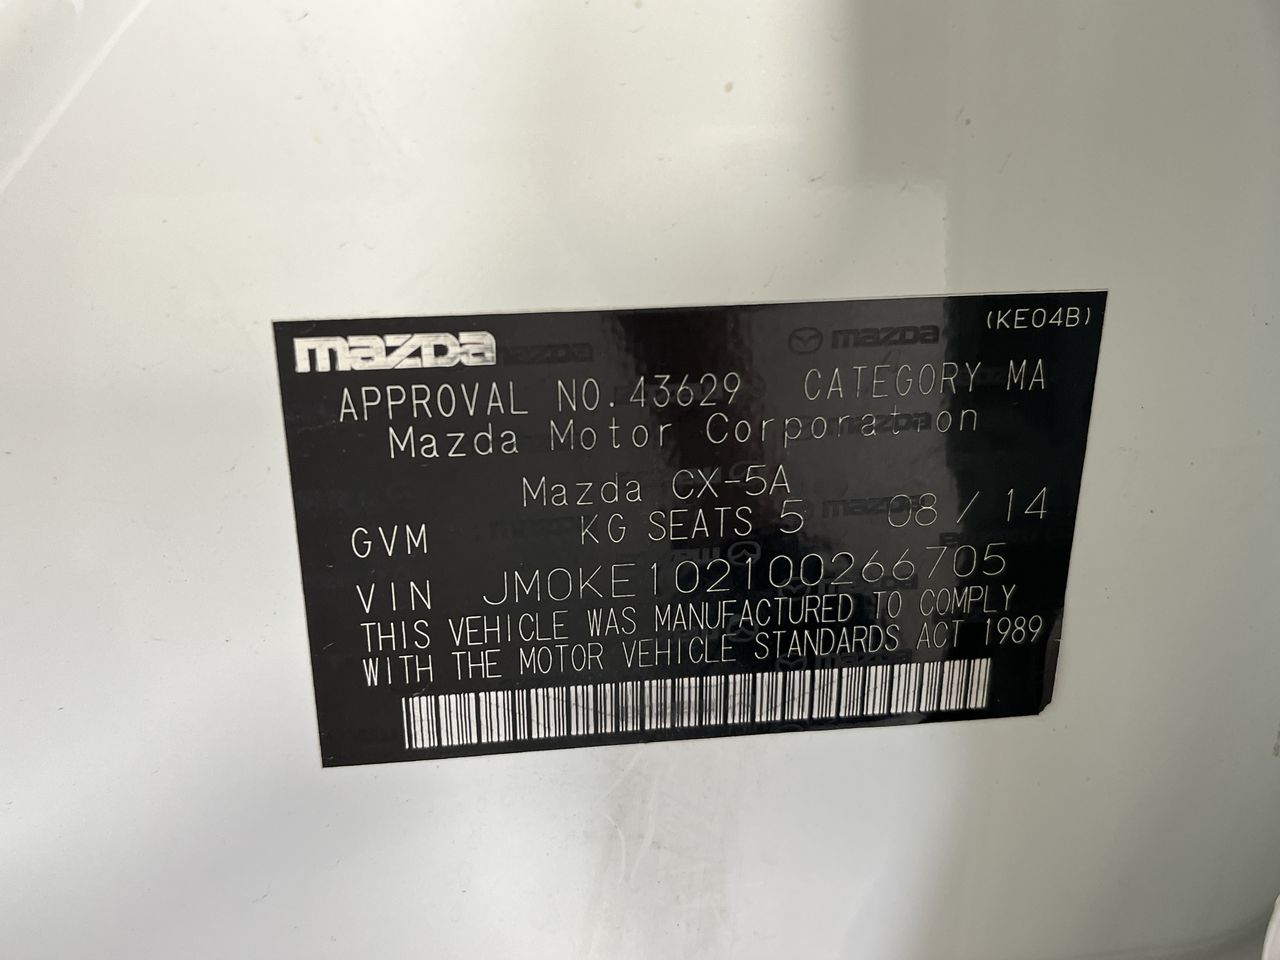 (KE04B)
mazda
APPROVAL NO.43629 CATEGORY MA
Mazda Motor Corporation
Mazda CX-5A
GVM KG SEATS 5 08/14
VIN JM0KE102100266705
THIS VEHICLE WAS MANUFACTURED TO COMPLY
WITH THE MOTOR VEHICLE STANDARDS ACT 1989